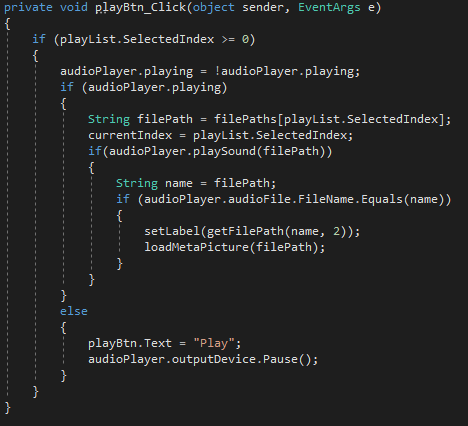 private void playBtn_Click(object sender, EventArgs e)
{
if (playList.SelectedIndex >= 0)
{
audioPlayer.playing = !audioPlayer.playing;
if (audioPlayer.playing)
{
String filePath = filePaths[playList.SelectedIndex];
currentIndex = playList.SelectedIndex;
if(audioPlayer.playSound(filePath))
{
String name = filePath;
if (audioPlayer.audioFile.FileName.Equals(name))
{
setLabel(getFilePath(name, 2));
loadMetaPicture(filePath);
}
}
}
else
{
playBtn.Text = "Play";
audioPlayer.outputDevice.Pause();
}
}
}